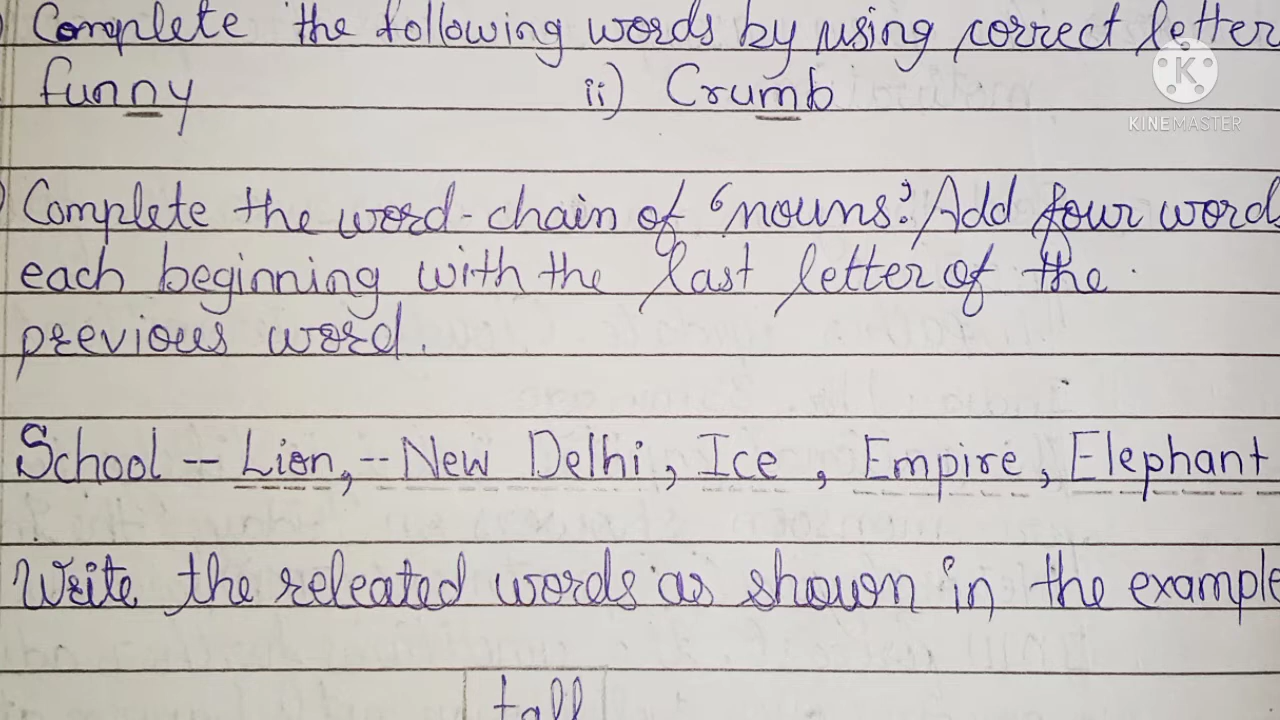 Complete the following words by using correct letter
funny ii) Crumb
K
KINEMASTER
Complete the word-chain of 'nouns'. Add four words
each beginning with the last letter of the
previous word.
School -- Lion, -- New Delhi, Ice, Empire, Elephant
Write the releated words as shown in the example
tall